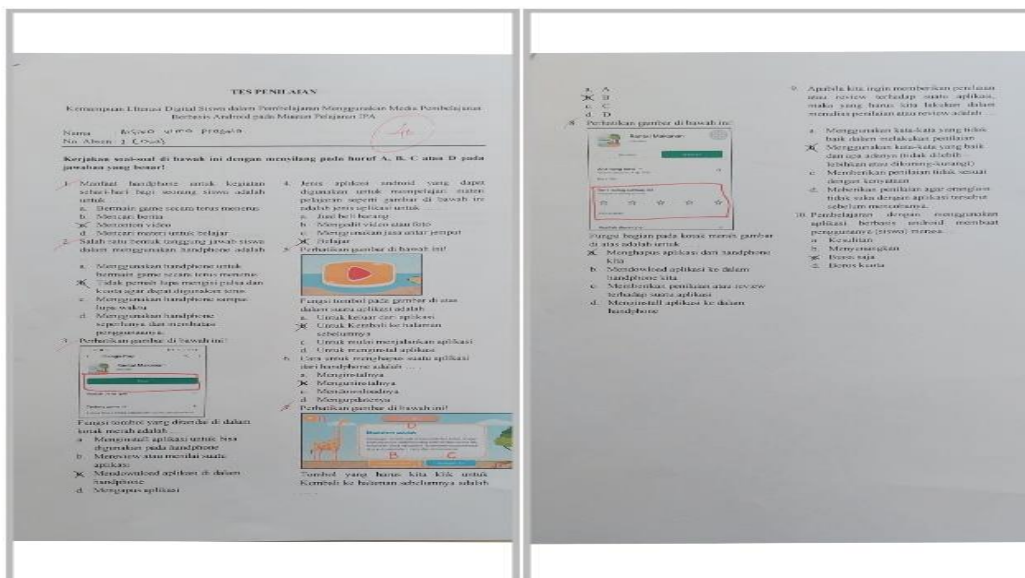 TES PENILAIAN
Kemampuan Literasi Digital Siswa dalam Pembelajaran Menggunakan Media Pembelajaran
Berbasis Android pada Muatan Pelajaran IPA
Nama
No Absen : 2 (Dua)
Kerjakan soal-soal di bawah ini dengan menyilang pada huruf A, B, C atau D pada
jawaban yang benar!
1. Manfaat handphone untuk kegiatan
sehari-hari bagi seorang siswa adalah
untuk
a. Bermain game secara terus menerus
b. Mencari berita
c. Menonton video
d. Mencari materi untuk belajar
2. Salah satu bentuk tanggung jawab siswa
dalam menggunakan handphone adalah
a. Menggunakan handphone untuk
bermain game secara terus menerus
b. Tidak pernah lupa mengisi pulsa dan
kuota agar dapat digunakan terus
c. Menggunakan handphone sampai
lupa waktu
d. Menggunakan handphone
seperlunya dan membatasi
penggunaannya.
3. Perhatikan gambar di bawah ini!
Google Play
Rantai Makanan
Fungsi tombol yang ditandai di dalam
kotak merah adalah
a. Menginstall aplikasi untuk bisa
digunakan pada handphone
b. Mereview atau menilai suatu
aplikasi
c. Mendownload aplikasi di dalam
handphone
d. Mengapus aplikasi
4. Jenis aplikasi android yang dapat
digunakan untuk mempelajari materi
pelajaran seperti gambar di bawah ini
adalah jenis aplikasi untuk ....
a. Jual beli barang
b. Mengedit video atau foto
c. Menggunakan jasa antar jemput
d. Belajar
5. Perhatikan gambar di bawah ini!
Fungsi tombol pada gambar di atas
dalam suatu aplikasi adalah
a. Untuk keluar dari aplikasi
b. Untuk Kembali ke halaman
sebelumnya
c. Untuk mulai menjalankan aplikasi
d. Untuk menginstal aplikasi
6. Cara untuk menghapus suatu aplikasi
dari handphone adalah ....
a. Menginstalnya
b. Menguninstalnya
c. Mendownloadnya
d. Mengupdatenya
7. Perhatikan gambar di bawah ini!
D
B C
Tombol yang harus kita klik untuk
Kembali ke halaman sebelumnya adalah
a. A
b. B
c. C
d. D
8. Perhatikan gambar di bawah ini!
Rantai Makanan
Fungsi bagian pada kotak merah gambar
di atas adalah untuk
a. Menghapus aplikasi dari handphone
kita
b. Mendowload aplikasi ke dalam
handphone kita
c. Memberikan penilaian atau review
terhadap suatu aplikasi
d. Menginstall aplikasi ke dalam
handphone
9. Apabila kita ingin memberikan penilaian
atau review terhadap suatu aplikasi,
maka yang harus kita lakukan dalam
menulis penilaian atau review adalah
a. Menggunakan kata-kata yang tidak
baik dalam melakukan penilaian
b. Menggunakan kata-kata yang baik
dan apa adanya (tidak dilebih-
lebihkan atau dikurang-kurangi)
c. Memberikan penilaian tidak sesuai
dengan kenyataan
d. Meberikan penilaian agar
tidak suka dengan aplikasi tersebut
sebelum mencobanya.
10. Pembelajaran dengan menggunakan
aplikasi berbasis android membuat
penggunanya (siswa) merasa
a. Kesulitan
b. Menyenangkan
c. Biasa saja
d. Boros kuota